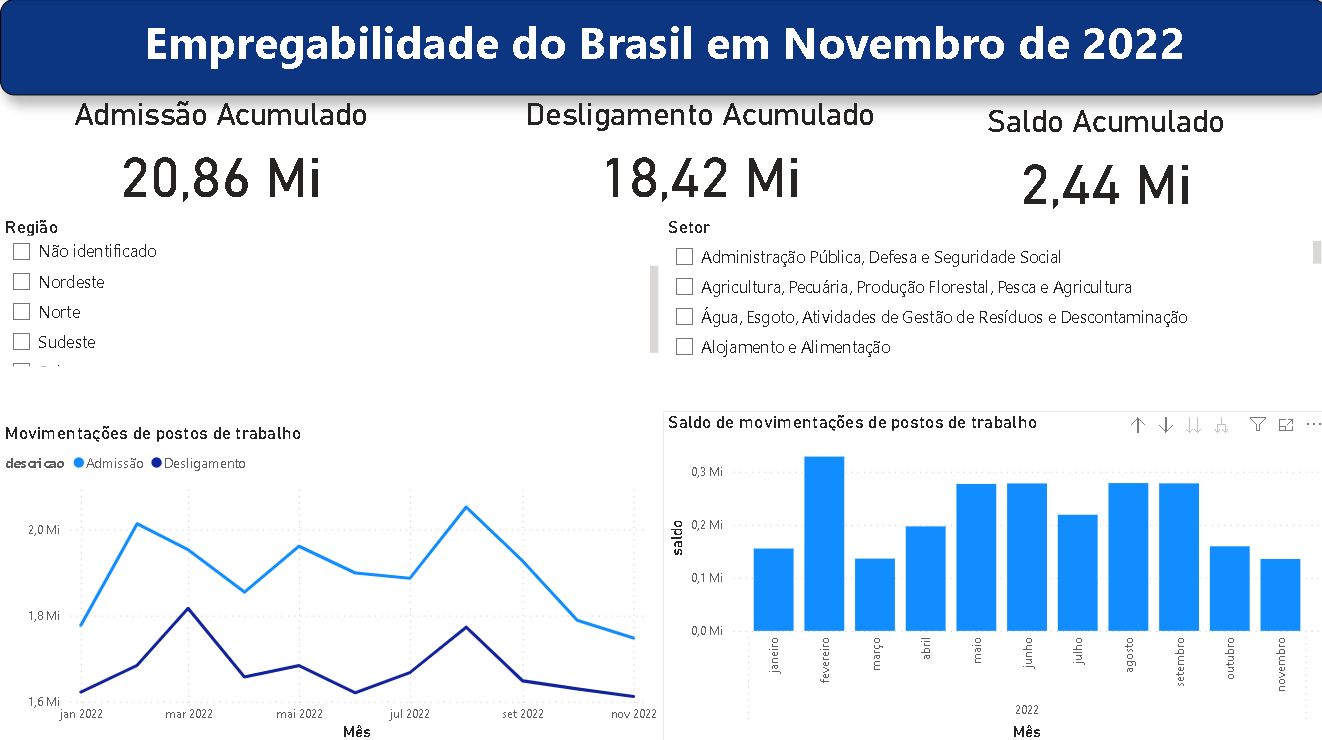 Empregabilidade do Brasil em Novembro de 2022
Admissão Acumulado
20,86 Mi
Desligamento Acumulado
18,42 Mi
Saldo Acumulado
2,44 Mi
Região
Não identificado
Nordeste
Norte
Sudeste
Setor
Administração Pública, Defesa e Seguridade Social
Agricultura, Pecuária, Produção Florestal, Pesca e Agricultura
Água, Esgoto, Atividades de Gestão de Resíduos e Descontaminação
Alojamento e Alimentação
Movimentações de postos de trabalho
descricao Admissão Desligamento
2,0 Mi
1,8 Mi
1,6 Mi
jan 2022 mar 2022 mai 2022 jul 2022 set 2022 nov 2022
Mês
Saldo de movimentações de postos de trabalho
saldo
0,3 Mi
0,2 Mi
0,1 Mi
0,0 Mi
janeiro fevereiro março abril maio junho julho agosto setembro outubro novembro
2022
Mês